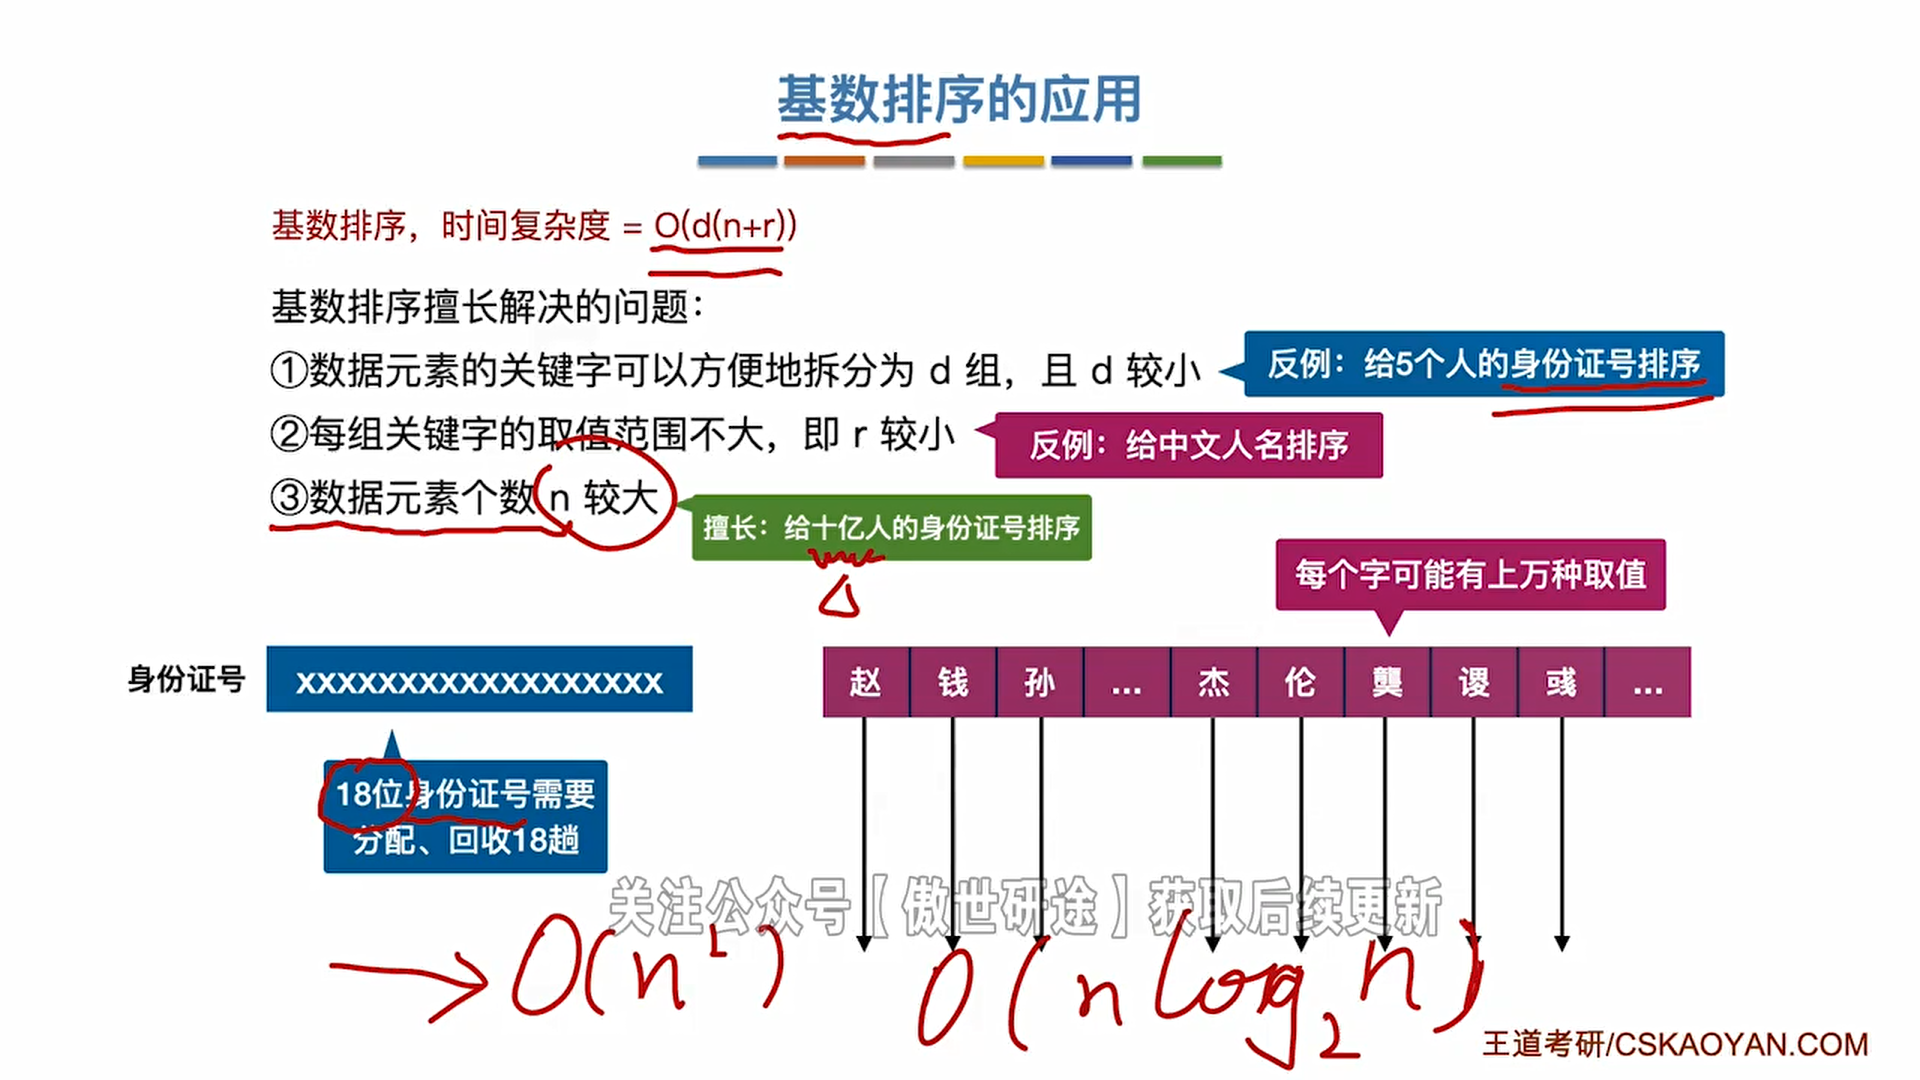 基数排序的应用
基数排序，时间复杂度 = O(d(n+r))
基数排序擅长解决的问题：
①数据元素的关键字可以方便地拆分为 d 组，且 d 较小
反例：给5个人的身份证号排序
②每组关键字的取值范围不大，即 r 较小
反例：给中文人名排序
③数据元素个数 n 较大
擅长：给十亿人的身份证号排序
每个字可能有上万种取值
身份证号
XXXXXXXXXXXXXXXXXX
赵 钱 孙 ... 杰 伦 龑 谡 彧 ...
18位身份证号需要
分配、回收18趟
关注公众号【傲世研途】获取后续更新
O(n²) O(nlog₂n)
王道考研/CSKAOYAN.COM